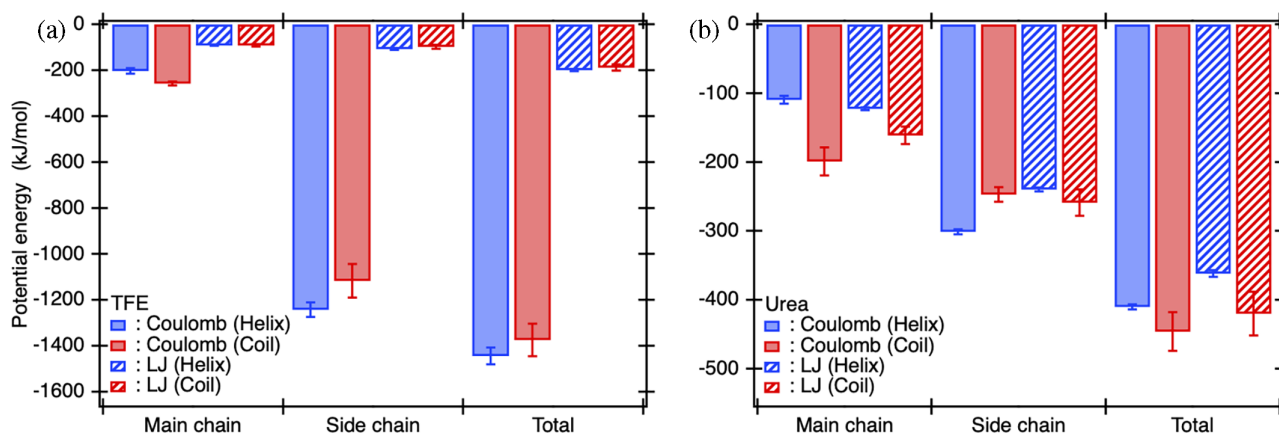 (a)
Potential energy (kJ/mol)
0
-200
-400
-600
-800
-1000
-1200
-1400
-1600
TFE
: Coulomb (Helix)
: Coulomb (Coil)
: LJ (Helix)
: LJ (Coil)
Main chain Side chain Total
(b)
0
-100
-200
-300
-400
-500
Urea
: Coulomb (Helix)
: Coulomb (Coil)
: LJ (Helix)
: LJ (Coil)
Main chain Side chain Total